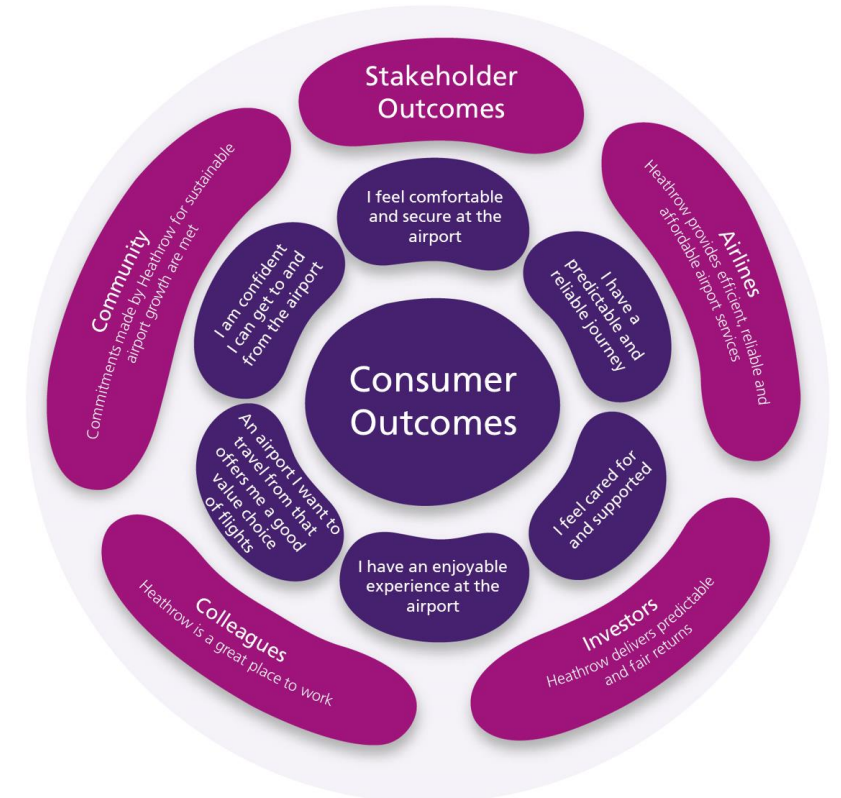 Stakeholder
Outcomes
Airlines
Heathrow provides efficient, reliable and
affordable airport services
Investors
Heathrow delivers predictable
and fair returns
Colleagues
Heathrow is a great place to work
Community
Commitments made by Heathrow for sustainable
airport growth are met
I feel comfortable
and secure at the
airport
I have a
predictable and
reliable journey
I feel cared for
and supported
I have an enjoyable
experience at the
airport
An airport I want to
travel from that
offers me a good
value choice
of flights
I am confident
I can get to and
from the airport
Consumer
Outcomes